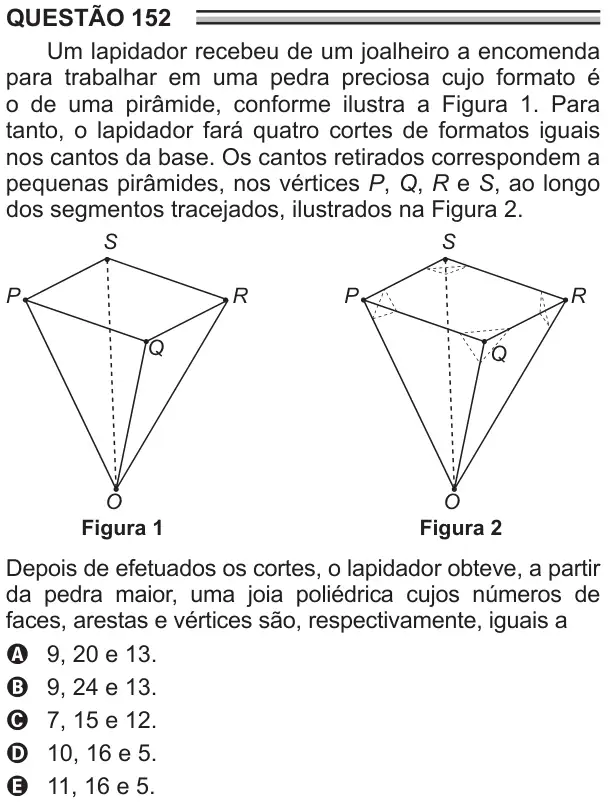 QUESTÃO 152
Um lapidador recebeu de um joalheiro a encomenda
para trabalhar em uma pedra preciosa cujo formato é
o de uma pirâmide, conforme ilustra a Figura 1. Para
tanto, o lapidador fará quatro cortes de formatos iguais
nos cantos da base. Os cantos retirados correspondem a
pequenas pirâmides, nos vértices P, Q, R e S, ao longo
dos segmentos tracejados, ilustrados na Figura 2.
S S
P R P R
Q Q
O O
Figura 1 Figura 2
Depois de efetuados os cortes, o lapidador obteve, a partir
da pedra maior, uma joia poliédrica cujos números de
faces, arestas e vértices são, respectivamente, iguais a
A 9, 20 e 13.
B 9, 24 e 13.
C 7, 15 e 12.
D 10, 16 e 5.
E 11, 16 e 5.